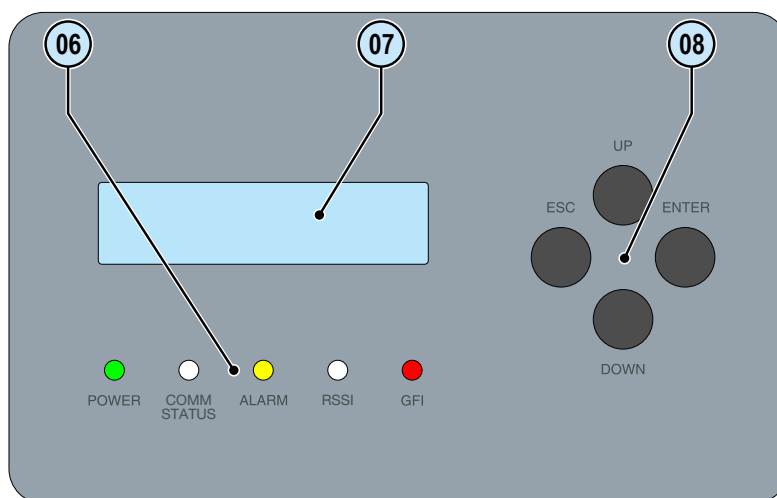 06
07
08
UP
ESC
ENTER
DOWN
POWER
COMM
STATUS
ALARM
RSSI
GFI